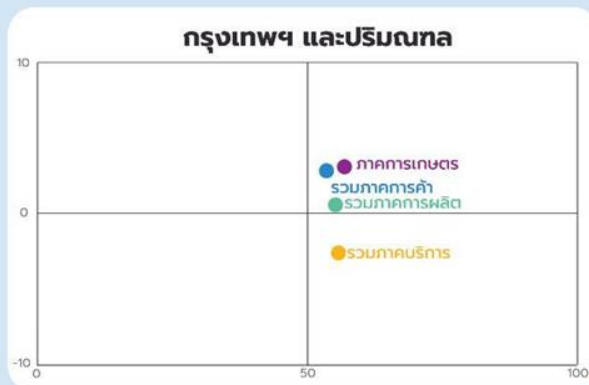 กรุงเทพฯ และปริมณฑล
10
ภาคการเกษตร
รวมภาคการค้า
รวมภาคการผลิต
0
รวมภาคบริการ
-10
0
50
100